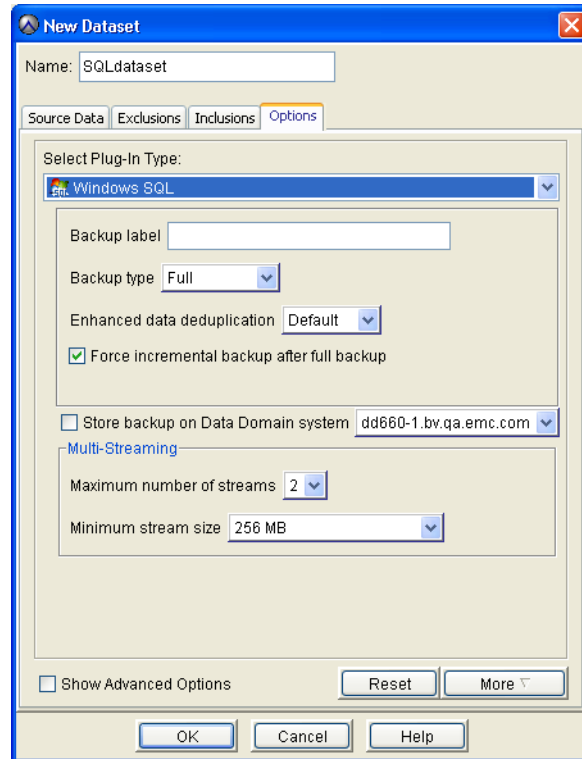 New Dataset
Name: SQLdataset
Source Data Exclusions Inclusions Options
Select Plug-In Type:
Windows SQL
Backup label
Backup type Full
Enhanced data deduplication Default
Force incremental backup after full backup
Store backup on Data Domain system dd660-1.bv.qa.emc.com
Multi-Streaming
Maximum number of streams 2
Minimum stream size 256 MB
Show Advanced Options Reset More
OK Cancel Help